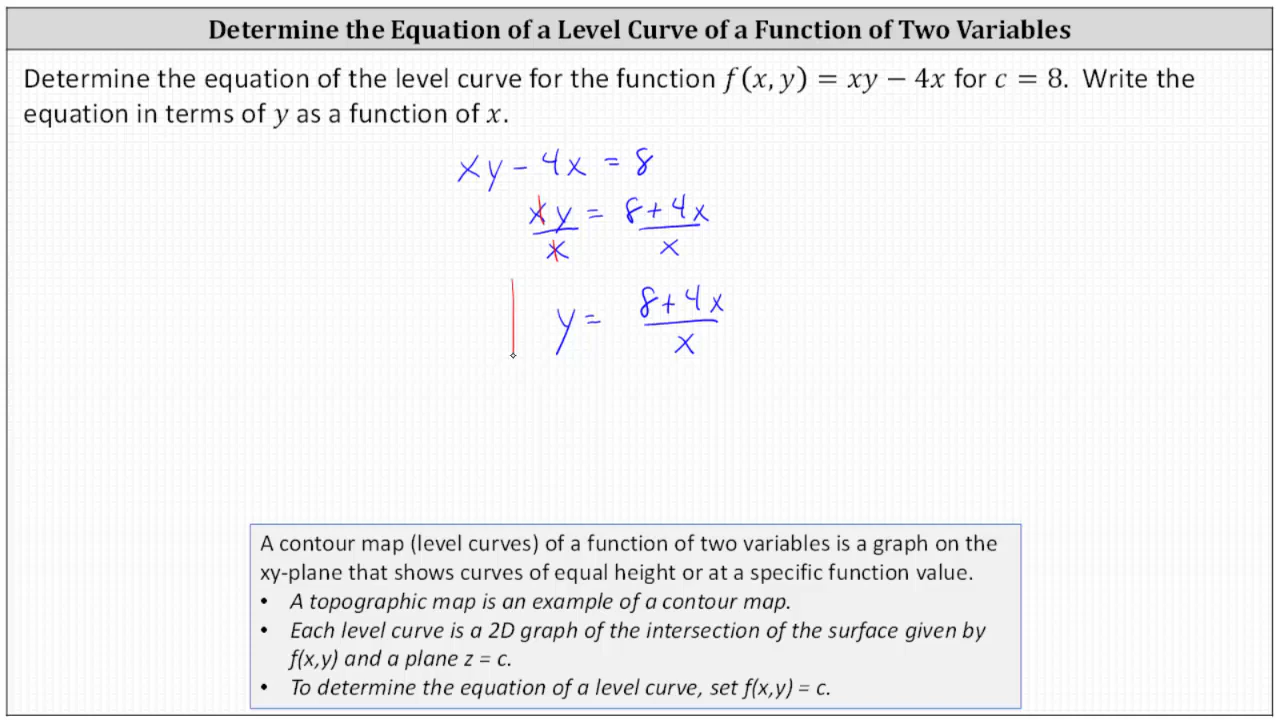 Determine the Equation of a Level Curve of a Function of Two Variables
Determine the equation of the level curve for the function f(x, y) = xy − 4x for c = 8. Write the
equation in terms of y as a function of x.
xy - 4x = 8
xy = 8 + 4x
x x
y = 8 + 4x
x
A contour map (level curves) of a function of two variables is a graph on the
xy-plane that shows curves of equal height or at a specific function value.
• A topographic map is an example of a contour map.
• Each level curve is a 2D graph of the intersection of the surface given by
f(x,y) and a plane z = c.
• To determine the equation of a level curve, set f(x,y) = c.